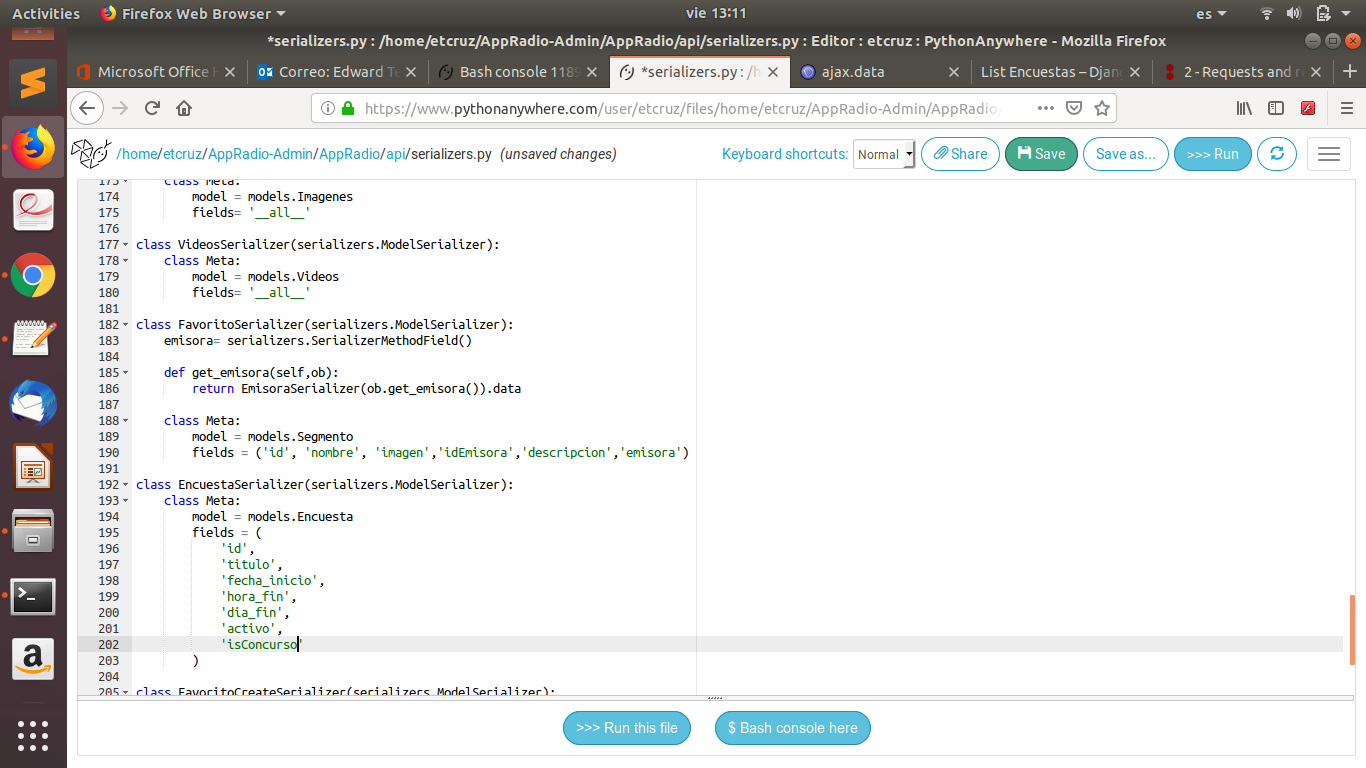 Activities
Firefox Web Browser
vie 13:11
es
*serializers.py : /home/etcruz/AppRadio-Admin/AppRadio/api/serializers.py : Editor : etcruz : PythonAnywhere - Mozilla Firefox
Microsoft Office
Correo: Edward Te
Bash console 1189
*serializers.py : /h
ajax.data
List Encuestas – Djan
2 - Requests and r
https://www.pythonanywhere.com/user/etcruz/files/home/etcruz/AppRadio-Admin/AppRadio/
/home/etcruz/AppRadio-Admin/AppRadio/api/serializers.py (unsaved changes)
Keyboard shortcuts: Normal
Share
Save
Save as...
>>> Run
173 class Meta:
174 model = models.Imagenes
175 fields= '__all__'
176
177 class VideosSerializer(serializers.ModelSerializer):
178 class Meta:
179 model = models.Videos
180 fields= '__all__'
181
182 class FavoritoSerializer(serializers.ModelSerializer):
183 emisora= serializers.SerializerMethodField()
184
185 def get_emisora(self,ob):
186 return EmisoraSerializer(ob.get_emisora()).data
187
188 class Meta:
189 model = models.Segmento
190 fields = ('id', 'nombre', 'imagen','idEmisora','descripcion','emisora')
191
192 class EncuestaSerializer(serializers.ModelSerializer):
193 class Meta:
194 model = models.Encuesta
195 fields = (
196 'id',
197 'titulo',
198 'fecha_inicio',
199 'hora_fin',
200 'dia_fin',
201 'activo',
202 'isConcurso'
203 )
204
205 class FavoritoCreateSerializer(serializers.ModelSerializer):
>>> Run this file
$ Bash console here